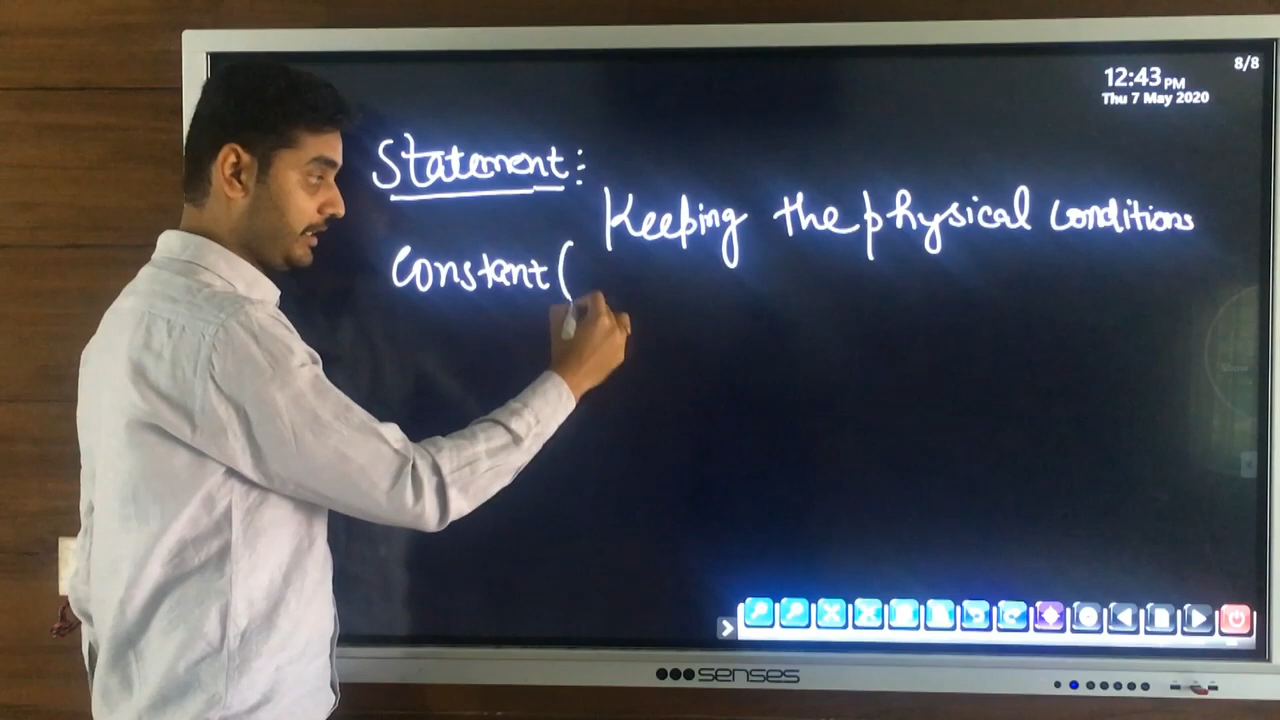 8/8
12:43 PM
Thu 7 May 2020
Statement:
Keeping the physical conditions
Constant (
senses